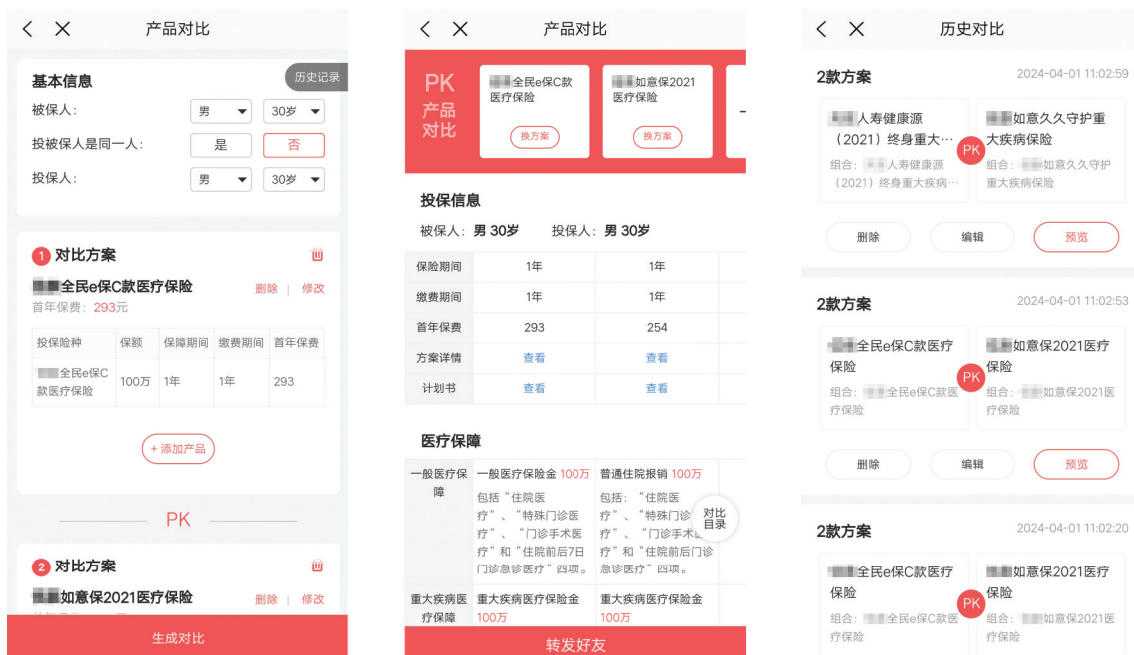 产品对比
基本信息
历史记录
被保人：
男
30岁
投被保人是同一人：
是
否
投保人：
男
30岁
1 对比方案
全民e保C款医疗保险
删除 | 修改
首年保费：293元
投保险种 保额 保障期间 缴费期间 首年保费
全民e保C
款医疗保险
100万 1年 1年 293
+ 添加产品
PK
2 对比方案
如意保2021医疗保险
删除 | 修改
生成对比
产品对比
PK
产品
对比
全民e保C款
医疗保险
换方案
如意保2021
医疗保险
换方案
投保信息
被保人：男 30岁 投保人：男 30岁
保险期间 1年 1年
缴费期间 1年 1年
首年保费 293 254
方案详情 查看 查看
计划书 查看 查看
医疗保障
一般医疗保
障
一般医疗保险金 100万
包括“住院医
疗”、“特殊门诊医
疗”、“门诊手术医
疗”和“住院前后7日
门诊急诊医疗”四项。
普通住院报销 100万
包括：“住院医
疗”、“特殊门诊
疗”、“门诊手术
疗”和“住院前后门诊
急诊医疗”四项。
对比
目录
重大疾病医
疗保障
重大疾病医疗保险金
100万
重大疾病医疗保险金
100万
转发好友
历史对比
2款方案
2024-04-01 11:02:59
人寿健康源
（2021）终身重大…
组合：人寿健康源
（2021）终身重大疾病…
PK
如意久久守护重
大疾病保险
组合：如意久久守护
重大疾病保险
删除
编辑
预览
2款方案
2024-04-01 11:02:53
全民e保C款医疗
保险
组合：全民e保C款医
疗保险
PK
如意保2021医疗
保险
组合：如意保2021医
疗保险
删除
编辑
预览
2款方案
2024-04-01 11:02:20
全民e保C款医疗
保险
组合：全民e保C款医
疗保险
PK
如意保2021医疗
保险
组合：如意保2021医
疗保险